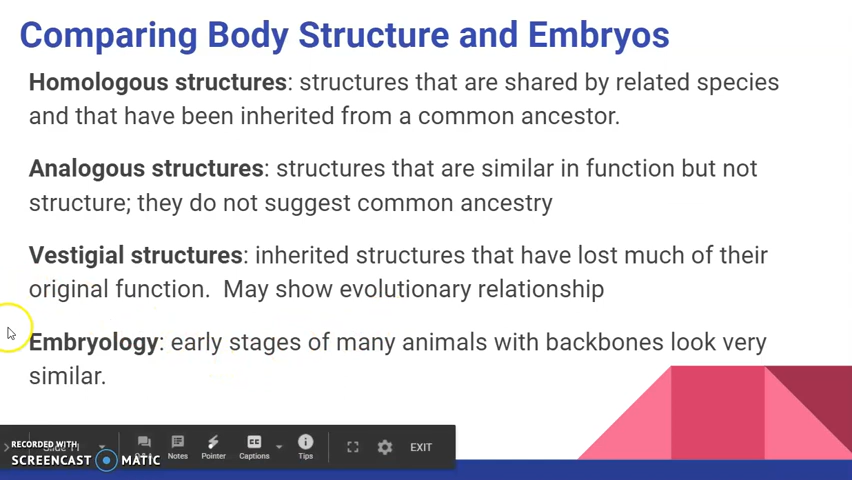 Comparing Body Structure and Embryos
Homologous structures: structures that are shared by related species
and that have been inherited from a common ancestor.
Analogous structures: structures that are similar in function but not
structure; they do not suggest common ancestry
Vestigial structures: inherited structures that have lost much of their
original function. May show evolutionary relationship
Embryology: early stages of many animals with backbones look very
similar.
RECORDED WITH
SCREENCAST MATIC
Notes
Pointer
Captions
Tips
EXIT